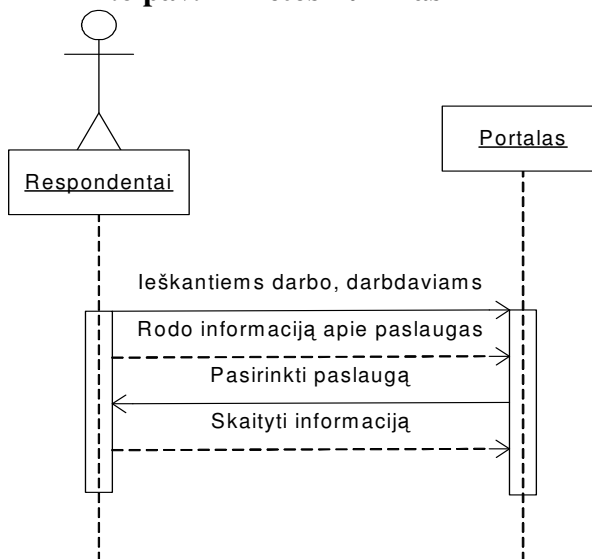 Portalas
Respondentai
Ieškantiems darbo, darbdaviams
Rodo informaciją apie paslaugas
Pasirinkti paslaugą
Skaityti informaciją